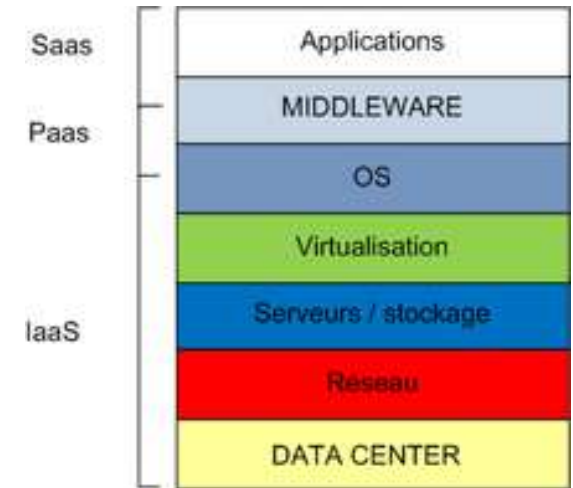 Saas
Applications
MIDDLEWARE
Paas
OS
Virtualisation
Serveurs / stockage
IaaS
Reseau
DATA CENTER